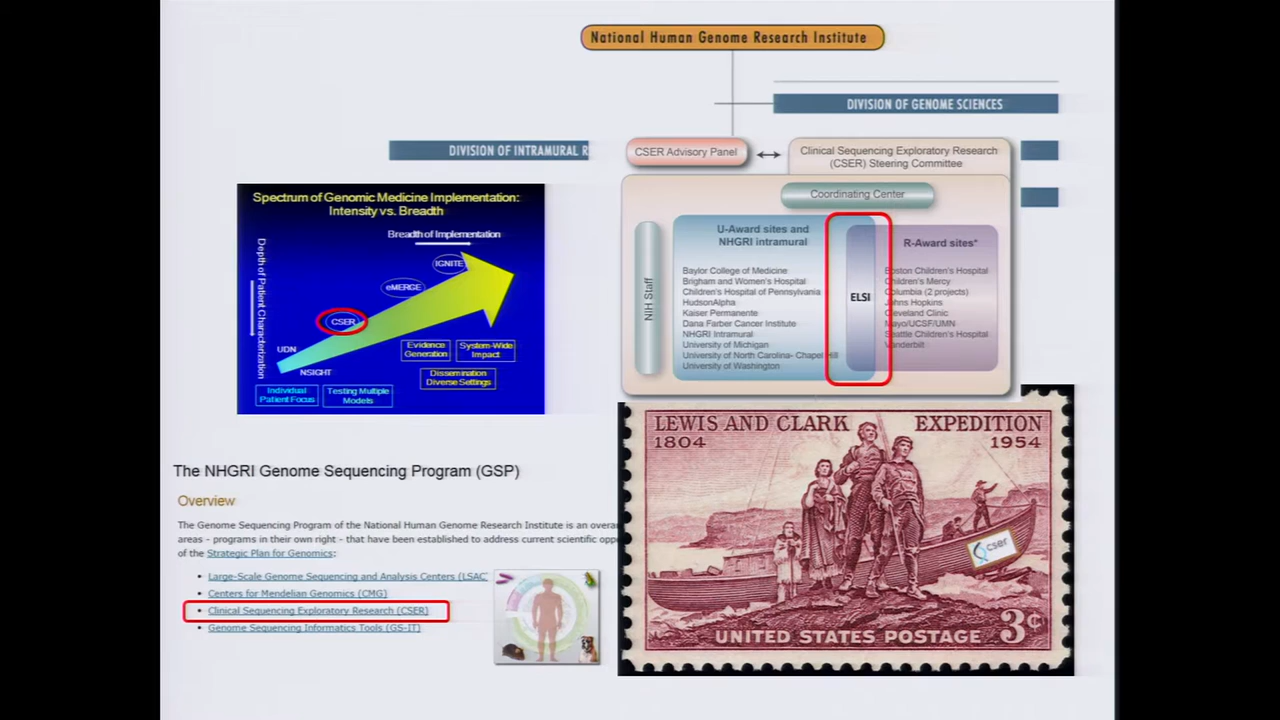 National Human Genome Research Institute
DIVISION OF GENOME SCIENCES
DIVISION OF INTRAMURAL R
CSER Advisory Panel
Clinical Sequencing Exploratory Research
(CSER) Steering Committee
Coordinating Center
NIH Staff
U-Award sites and
NHGRI intramural
Baylor College of Medicine
Brigham and Women's Hospital
Children's Hospital of Pennsylvania
HudsonAlpha
Kaiser Permanente
Dana Farber Cancer Institute
NHGRI Intramural
University of Michigan
University of North Carolina- Chapel Hill
University of Washington
ELSI
R-Award sites*
Boston Children's Hospital
Children's Mercy
Columbia (2 projects)
Johns Hopkins
Cleveland Clinic
Mayo/UCSF/UMN
Seattle Children's Hospital
Vanderbilt
Spectrum of Genomic Medicine Implementation:
Intensity vs. Breadth
Breadth of Implementation
Depth of Patient Characterization
IGNITE
eMERGE
CSER
UDN
NSIGHT
Evidence
Generation
System-Wide
Impact
Dissemination
Diverse Settings
Individual
Patient Focus
Testing Multiple
Models
The NHGRI Genome Sequencing Program (GSP)
Overview
The Genome Sequencing Program of the National Human Genome Research Institute is an overa
areas - programs in their own right - that have been established to address current scientific oppo
of the Strategic Plan for Genomics:
• Large-Scale Genome Sequencing and Analysis Centers (LSAC
• Centers for Mendelian Genomics (CMG)
• Clinical Sequencing Exploratory Research (CSER)
• Genome Sequencing Informatics Tools (GS-IT)
LEWIS AND CLARK EXPEDITION
1804 1954
cser
3¢
UNITED STATES POSTAGE